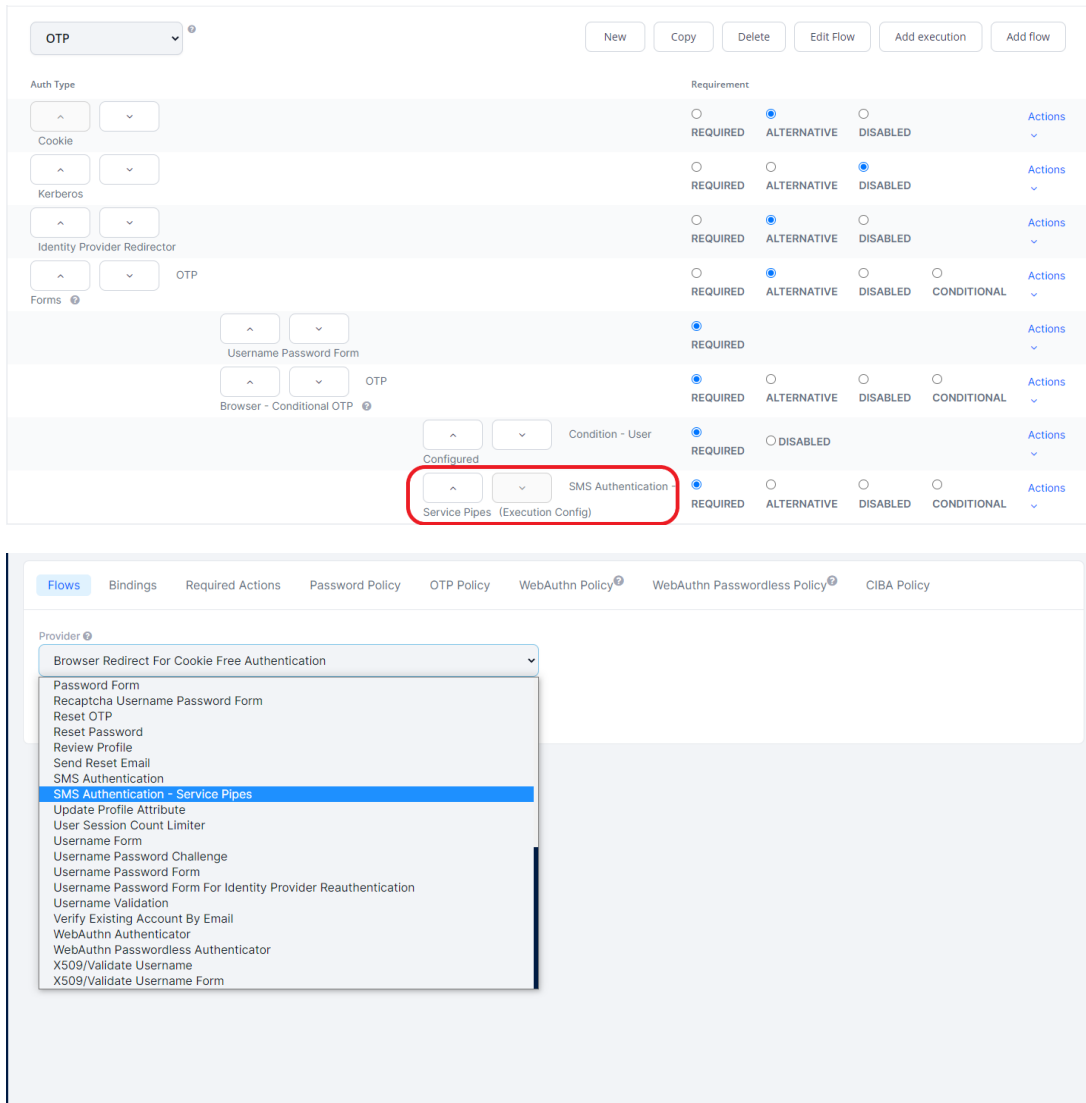 OTP
New Copy Delete Edit Flow Add execution Add flow
Auth Type Requirement
REQUIRED ALTERNATIVE DISABLED Actions
Cookie
REQUIRED ALTERNATIVE DISABLED Actions
Kerberos
REQUIRED ALTERNATIVE DISABLED Actions
Identity Provider Redirector
OTP REQUIRED ALTERNATIVE DISABLED CONDITIONAL Actions
Forms
REQUIRED Actions
Username Password Form
OTP REQUIRED ALTERNATIVE DISABLED CONDITIONAL Actions
Browser - Conditional OTP
Condition - User REQUIRED DISABLED Actions
Configured
SMS Authentication - REQUIRED ALTERNATIVE DISABLED CONDITIONAL Actions
Service Pipes (Execution Config)
Flows Bindings Required Actions Password Policy OTP Policy WebAuthn Policy WebAuthn Passwordless Policy CIBA Policy
Provider
Browser Redirect For Cookie Free Authentication
Password Form
Recaptcha Username Password Form
Reset OTP
Reset Password
Review Profile
Send Reset Email
SMS Authentication
SMS Authentication - Service Pipes
Update Profile Attribute
User Session Count Limiter
Username Form
Username Password Challenge
Username Password Form
Username Password Form For Identity Provider Reauthentication
Username Validation
Verify Existing Account By Email
WebAuthn Authenticator
WebAuthn Passwordless Authenticator
X509/Validate Username
X509/Validate Username Form